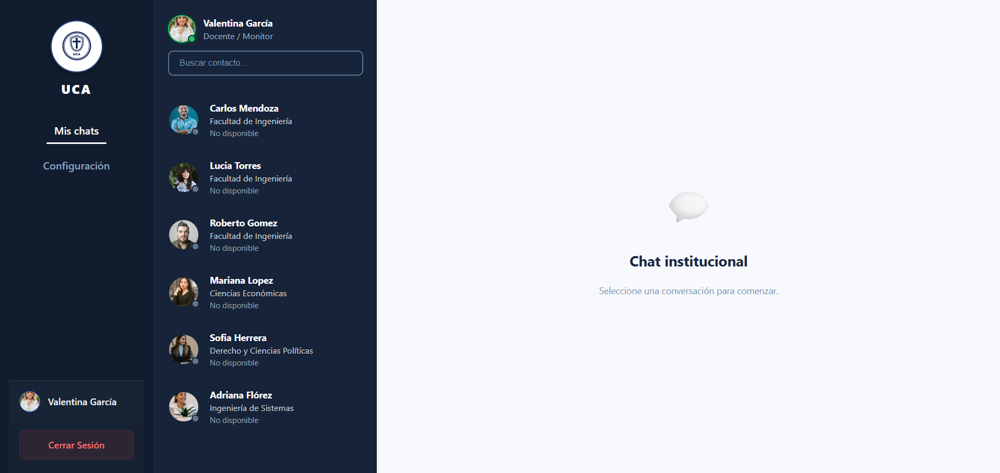 UCA
UCA
Mis chats
Configuración
Valentina García
Cerrar Sesión
Valentina García
Docente / Monitor
Buscar contacto...
Carlos Mendoza
Facultad de Ingeniería
No disponible
Lucia Torres
Facultad de Ingeniería
No disponible
Roberto Gomez
Facultad de Ingeniería
No disponible
Mariana Lopez
Ciencias Económicas
No disponible
Sofia Herrera
Derecho y Ciencias Políticas
No disponible
Adriana Flórez
Ingeniería de Sistemas
No disponible
Chat institucional
Seleccione una conversación para comenzar.